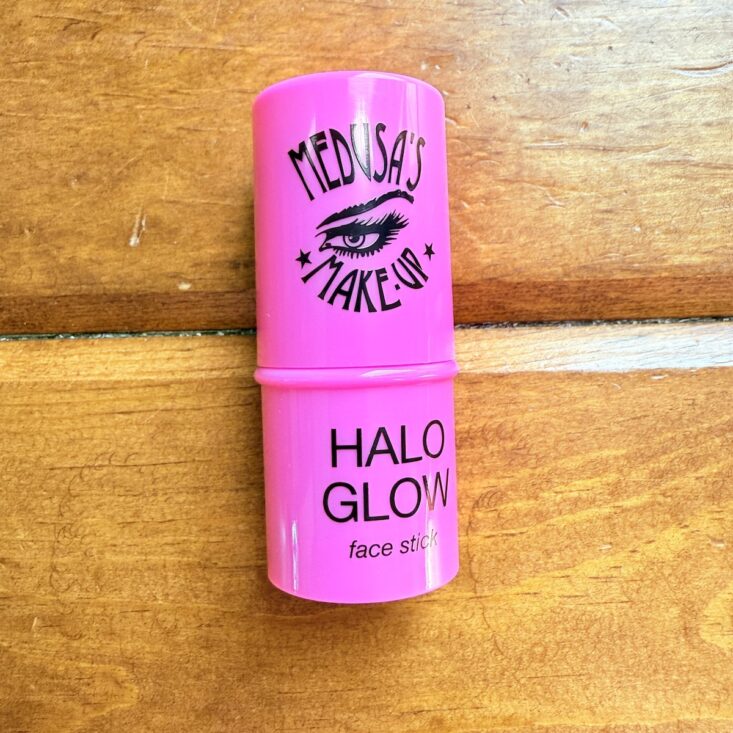 MEDUSA'S
MAKE-UP
HALO
GLOW
face stick